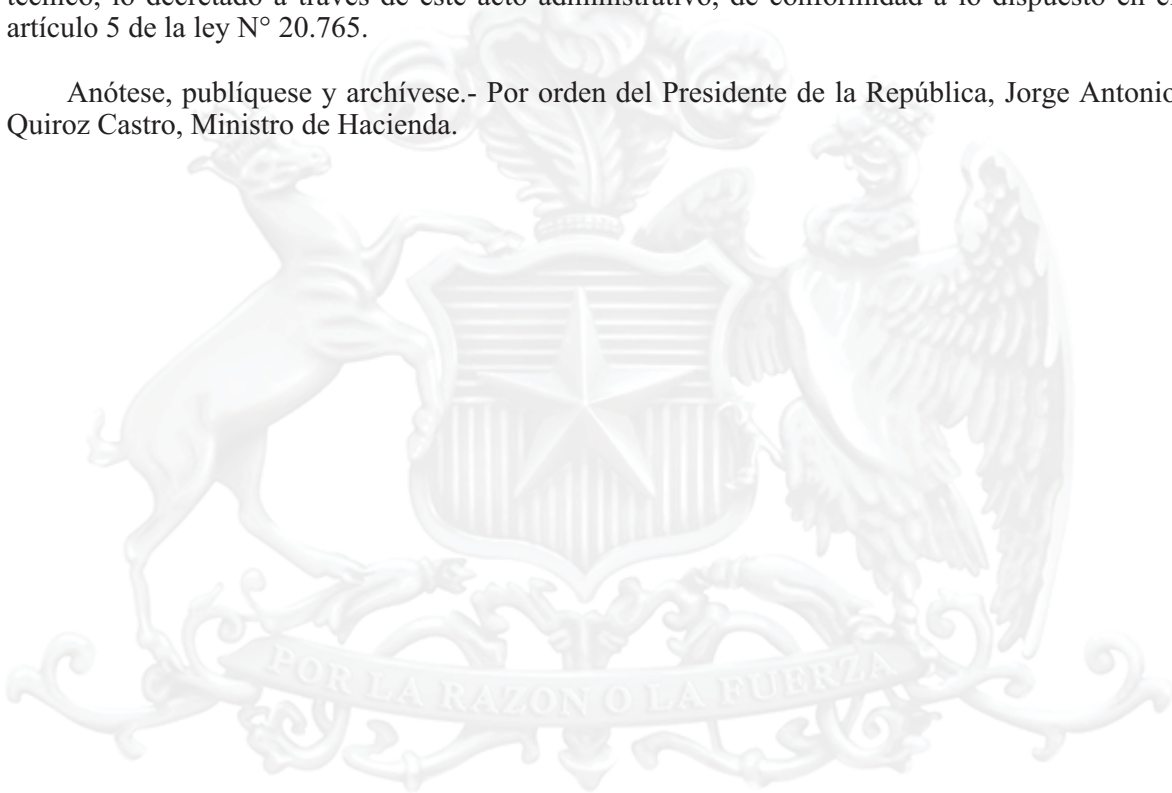 técnico, lo decretado a través de este acto administrativo, de conformidad a lo dispuesto en el
artículo 5 de la ley N° 20.765.
Anótese, publíquese y archívese.- Por orden del Presidente de la República, Jorge Antonio
Quiroz Castro, Ministro de Hacienda.
POR LA RAZON O LA FUERZA